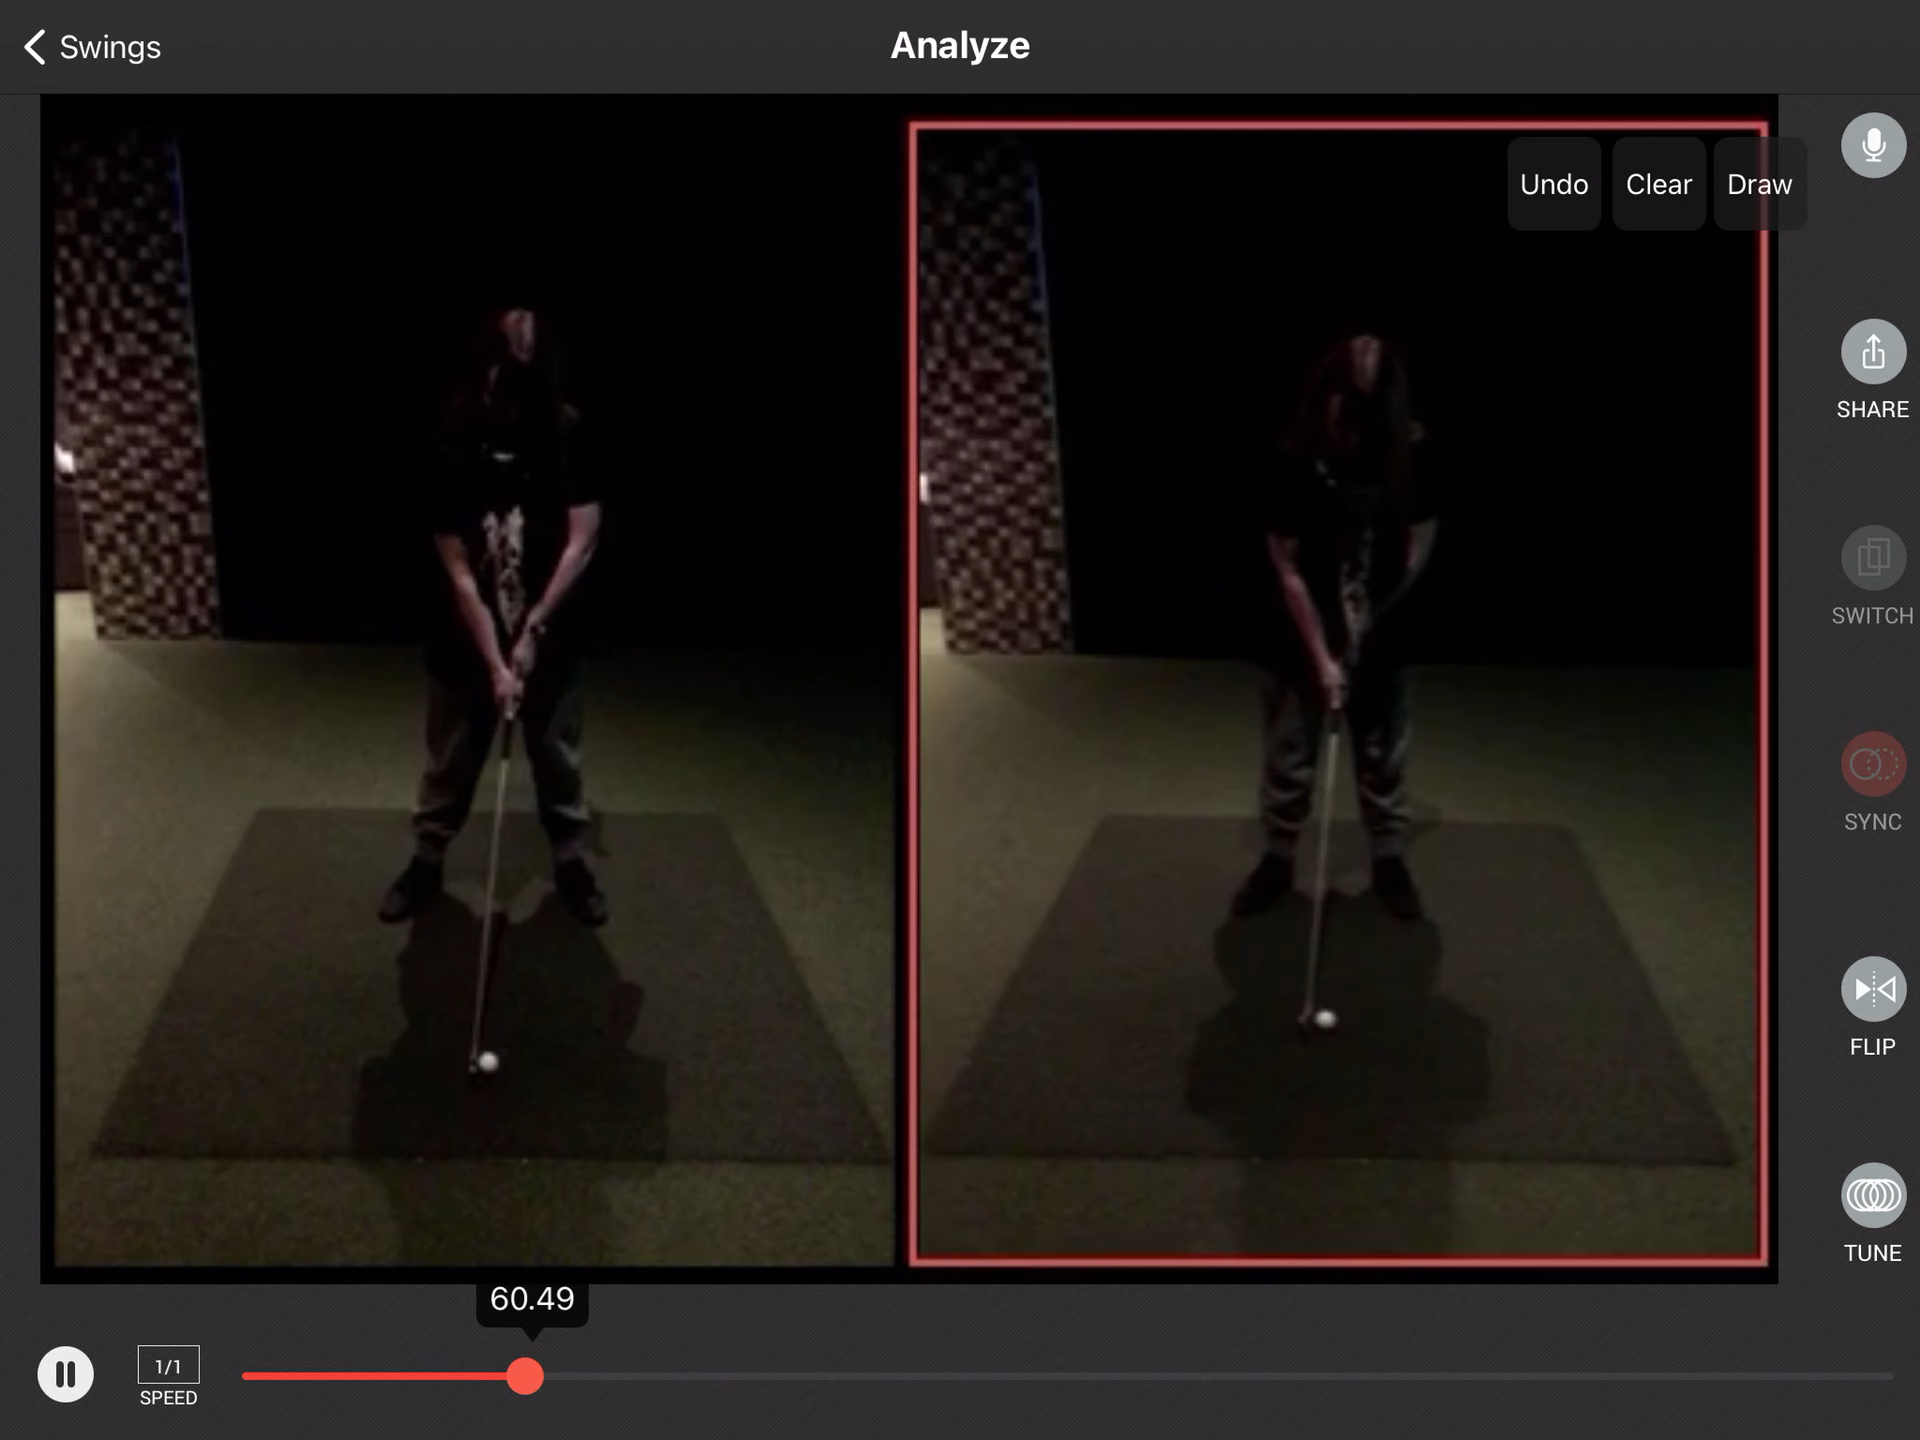 Swings
Analyze
Undo
Clear
Draw
SHARE
SWITCH
SYNC
FLIP
TUNE
60.49
1/1
SPEED